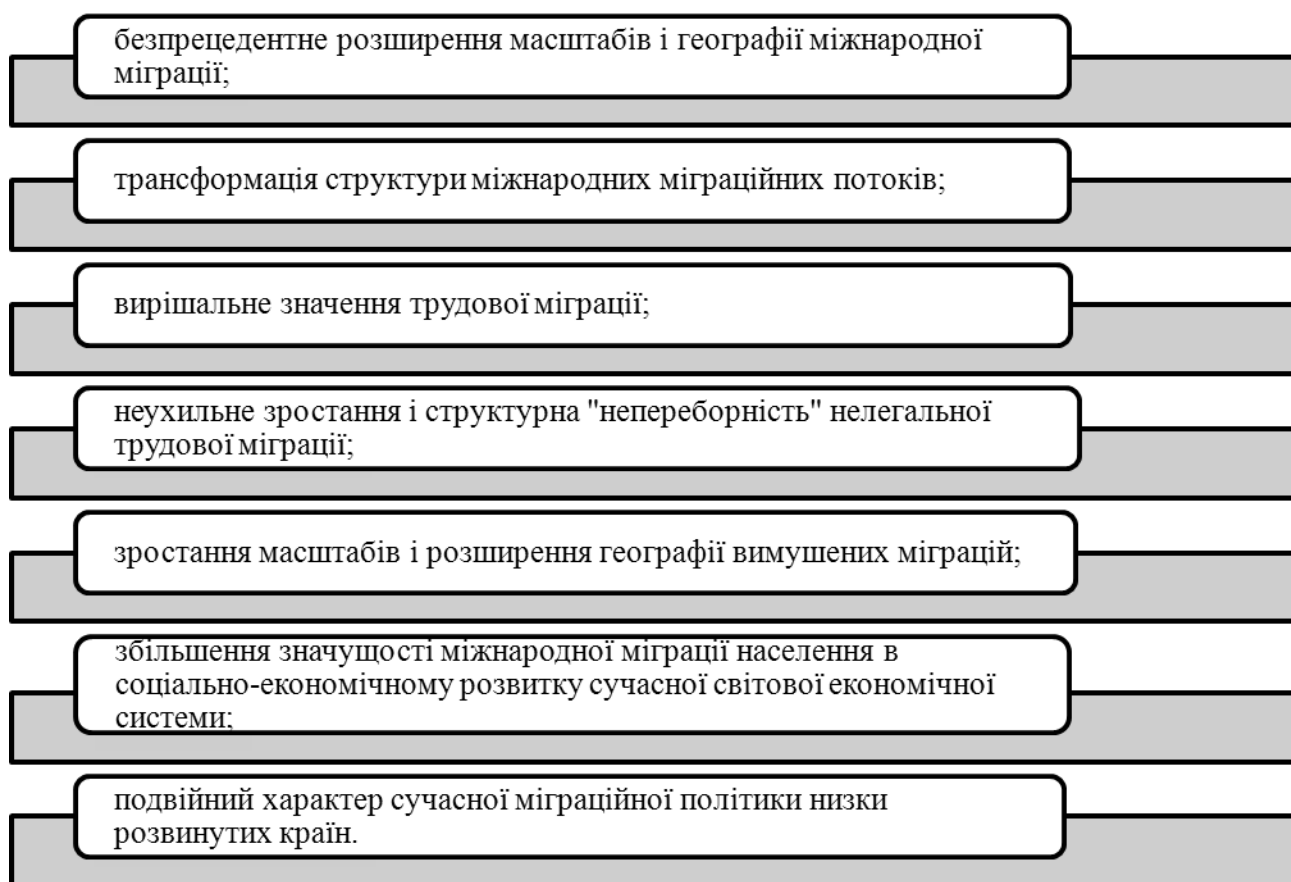 безпрецедентне розширення масштабів і географії міжнародної
міграції;
трансформація структури міжнародних міграційних потоків;
вирішальне значення трудової міграції;
неухильне зростання і структурна "непереборність" нелегальної
трудової міграції;
зростання масштабів і розширення географії вимушених міграцій;
збільшення значущості міжнародної міграції населення в
соціально-економічному розвитку сучасної світової економічної
системи;
подвійний характер сучасної міграційної політики низки
розвинутих країн.